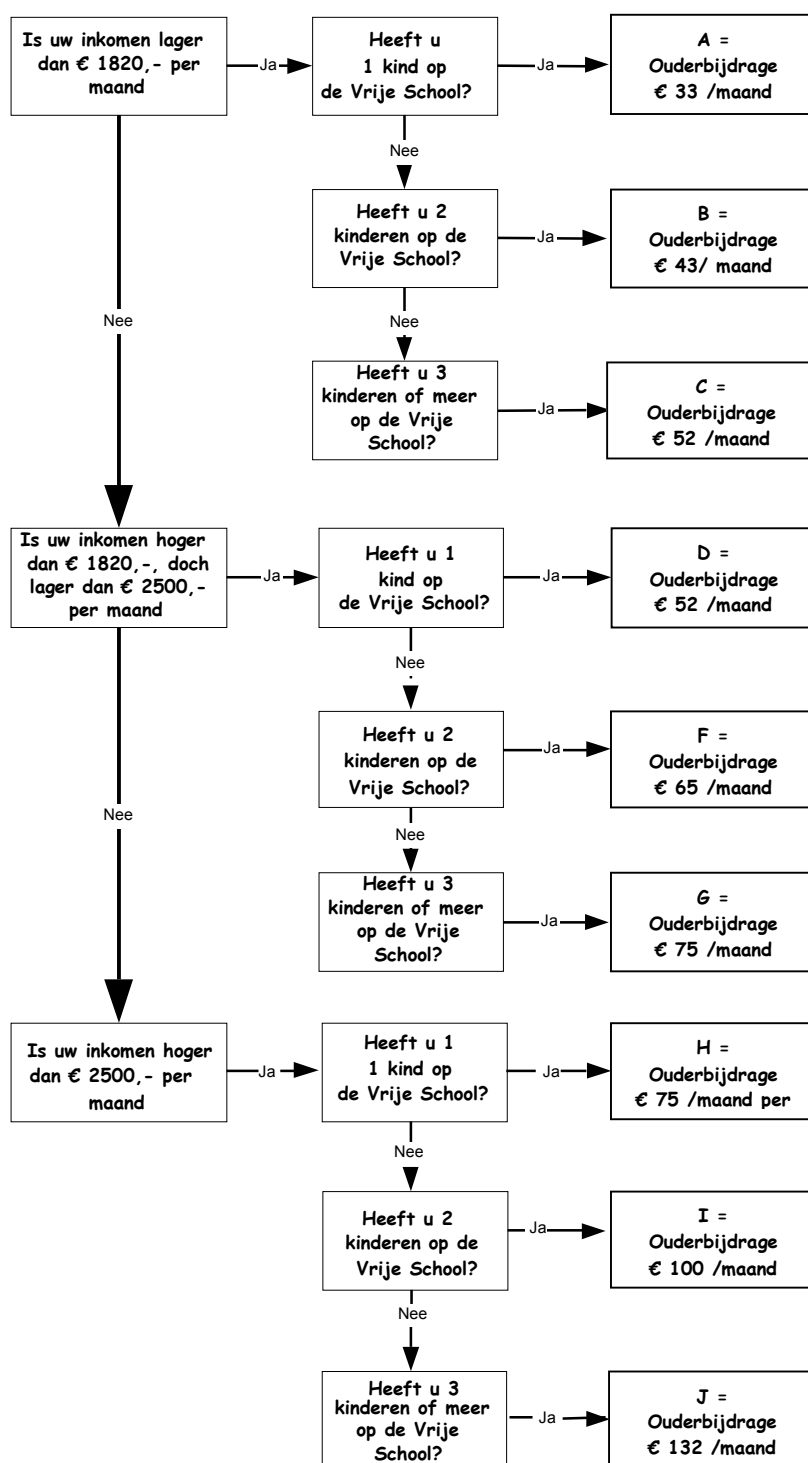 Is uw inkomen lager
dan € 1820,- per
maand
Ja
Heeft u
1 kind op
de Vrije School?
Ja
A =
Ouderbijdrage
€ 33 /maand
Nee
Heeft u 2
kinderen op de
Vrije School?
Ja
B =
Ouderbijdrage
€ 43/ maand
Nee
Nee
Heeft u 3
kinderen of meer
op de Vrije
School?
Ja
C =
Ouderbijdrage
€ 52 /maand
Is uw inkomen hoger
dan € 1820,-, doch
lager dan € 2500,-
per maand
Ja
Heeft u 1
kind op
de Vrije School?
Ja
D =
Ouderbijdrage
€ 52 /maand
Nee
Heeft u 2
kinderen op de
Vrije School?
Ja
F =
Ouderbijdrage
€ 65 /maand
Nee
Nee
Heeft u 3
kinderen of meer
op de Vrije
School?
Ja
G =
Ouderbijdrage
€ 75 /maand
Is uw inkomen hoger
dan € 2500,- per
maand
Ja
Heeft u 1
1 kind op
de Vrije School?
Ja
H =
Ouderbijdrage
€ 75 /maand per
Nee
Heeft u 2
kinderen op de
Vrije School?
Ja
I =
Ouderbijdrage
€ 100 /maand
Nee
Heeft u 3
kinderen of meer
op de Vrije
School?
Ja
J =
Ouderbijdrage
€ 132 /maand